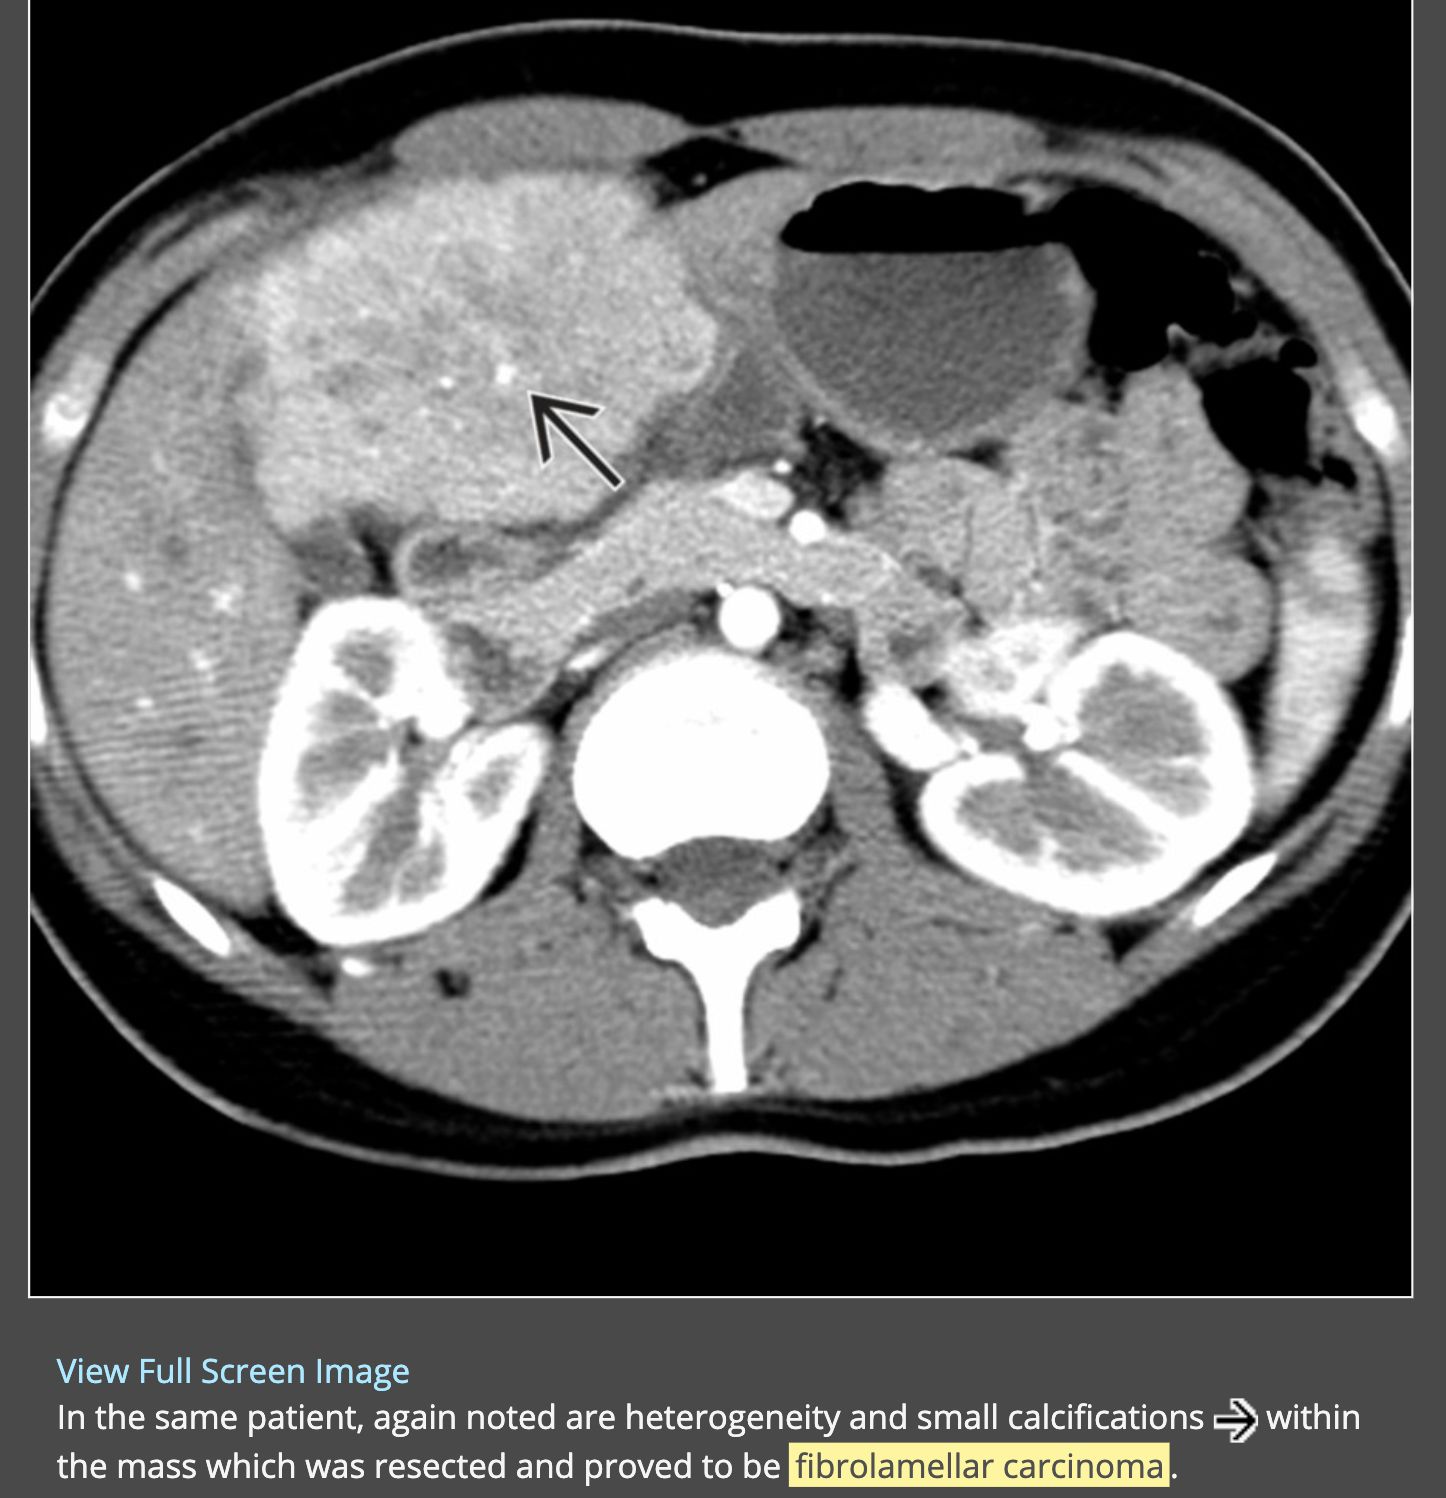 View Full Screen Image
In the same patient, again noted are heterogeneity and small calcifications within
the mass which was resected and proved to be fibrolamellar carcinoma.